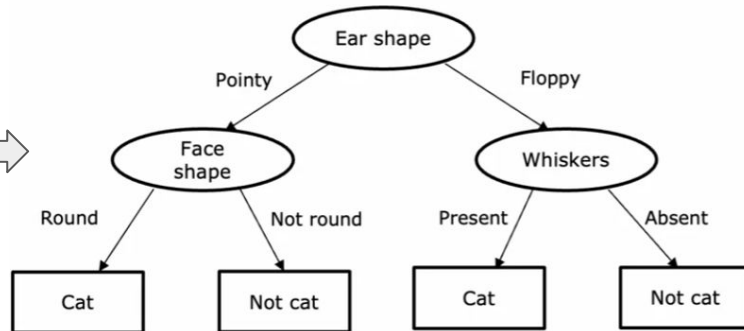 Ear shape
Pointy
Floppy
Face
shape
Whiskers
Round
Not round
Present
Absent
Cat
Not cat
Cat
Not cat